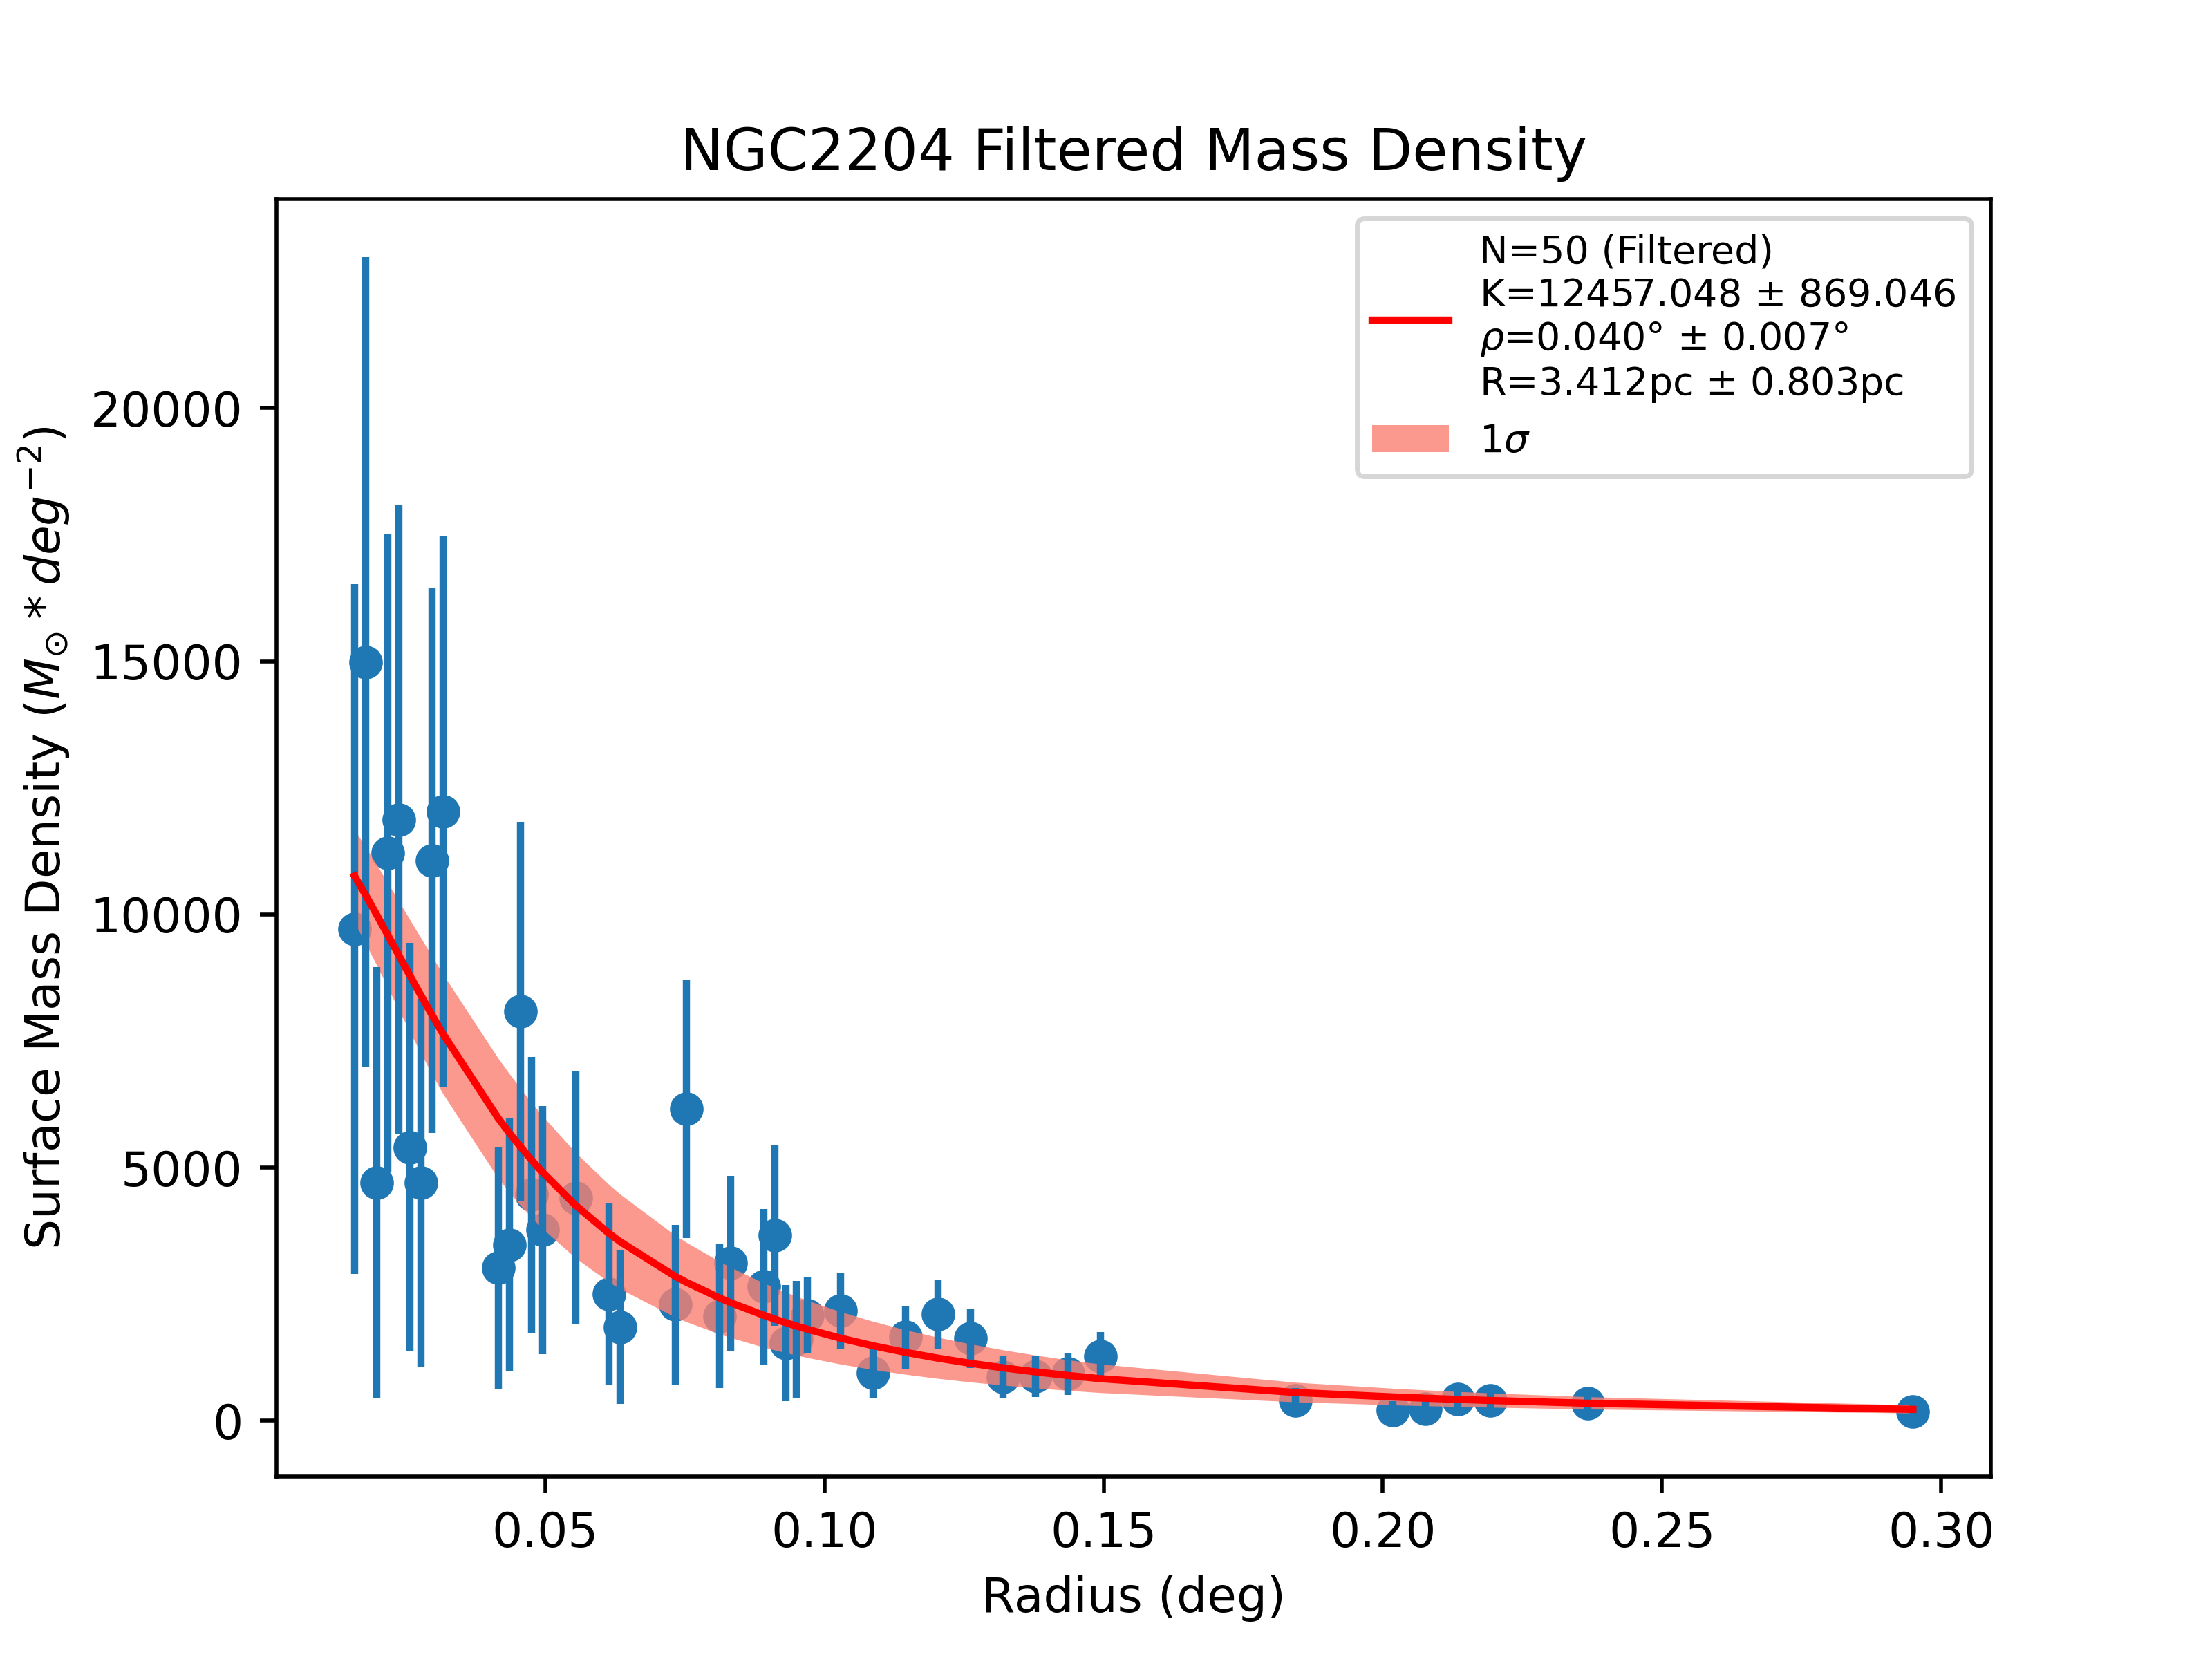 NGC2204 Filtered Mass Density
N=50 (Filtered)
K=12457.048 ± 869.046
ρ=0.040° ± 0.007°
R=3.412pc ± 0.803pc
1σ
Surface Mass Density (M⊙ * deg⁻²)
20000
15000
10000
5000
0
0.05 0.10 0.15 0.20 0.25 0.30
Radius (deg)